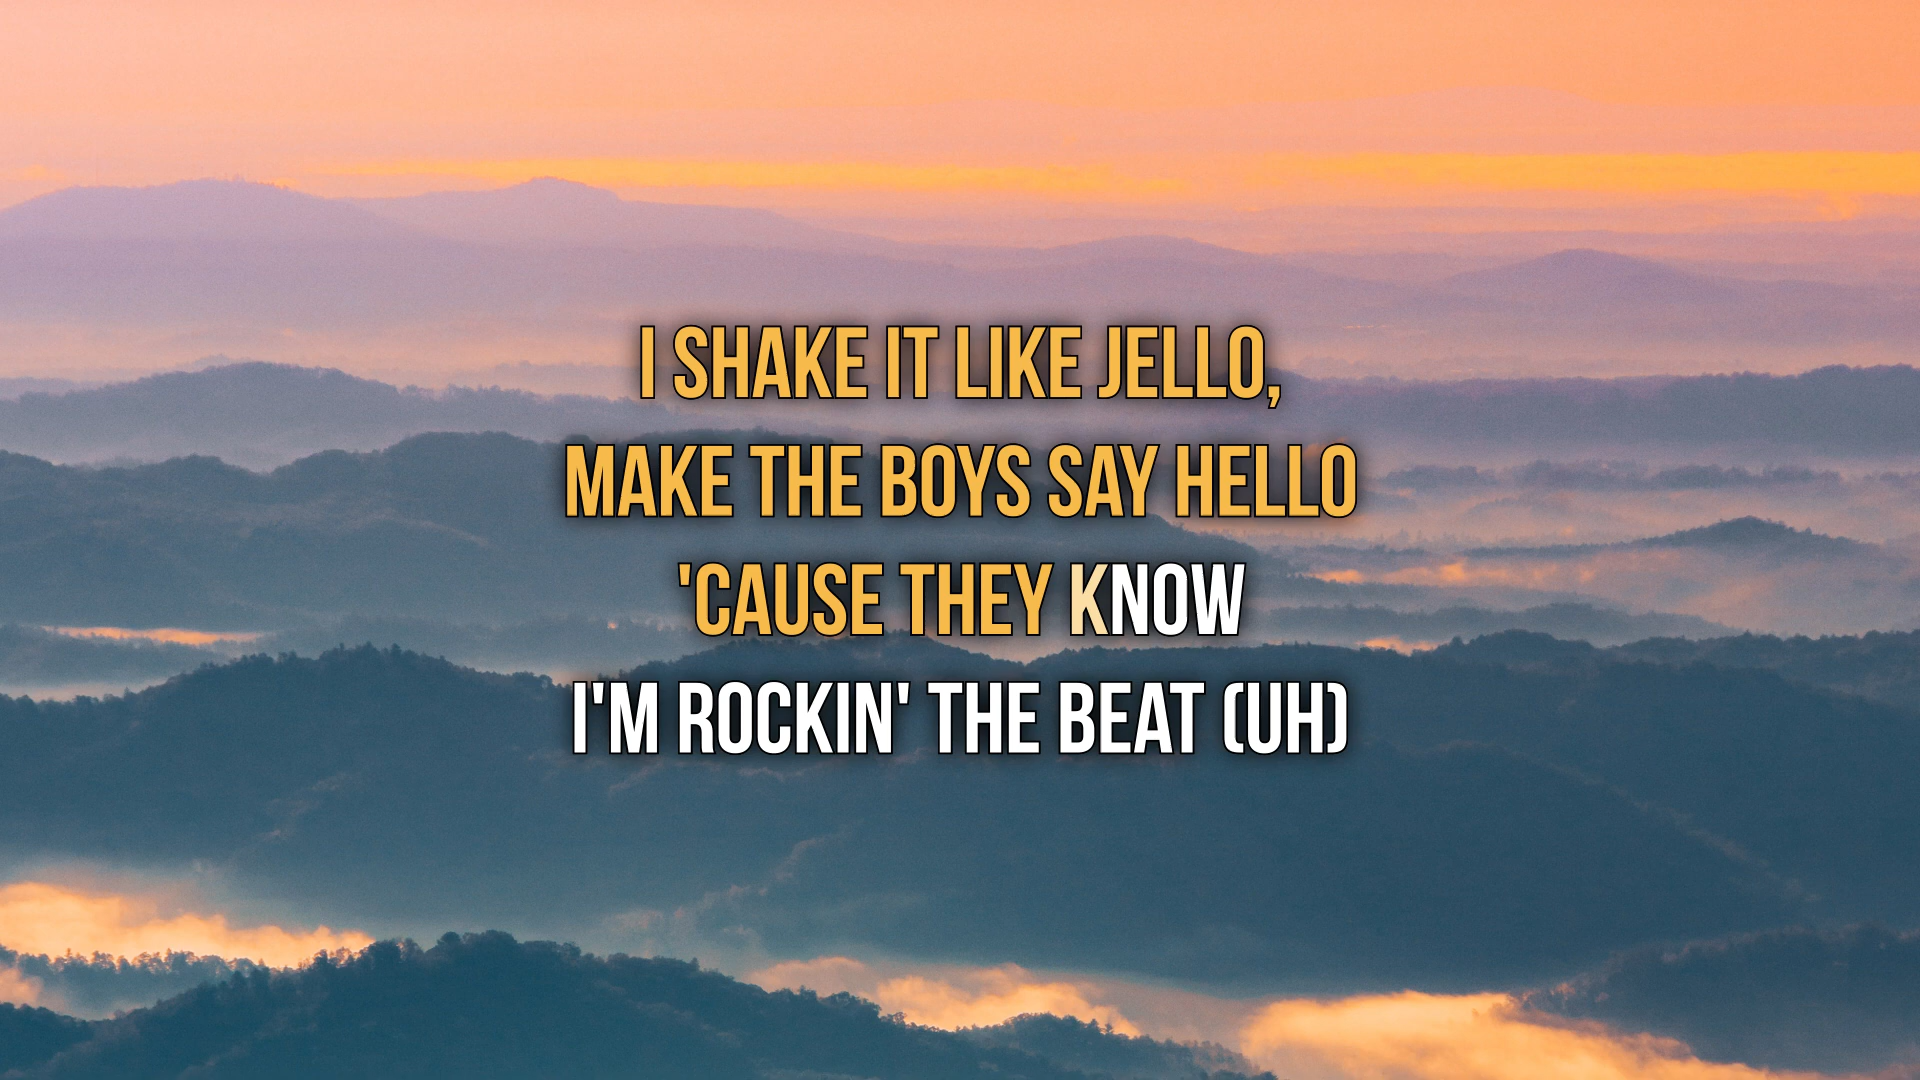 I SHAKE IT LIKE JELLO,
MAKE THE BOYS SAY HELLO
'CAUSE THEY KNOW
I'M ROCKIN' THE BEAT (UH)